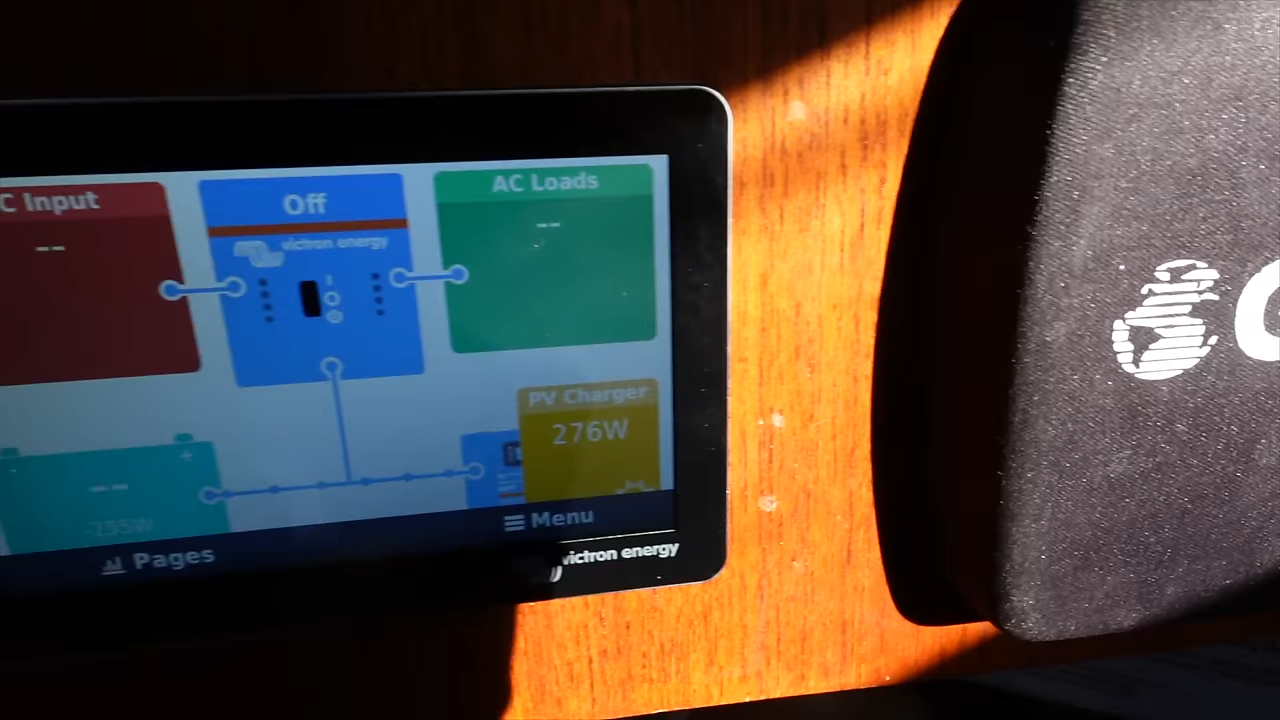 C Input
--
Off
victron energy
AC Loads
--
PV Charger
276W
--
Pages
Menu
victron energy